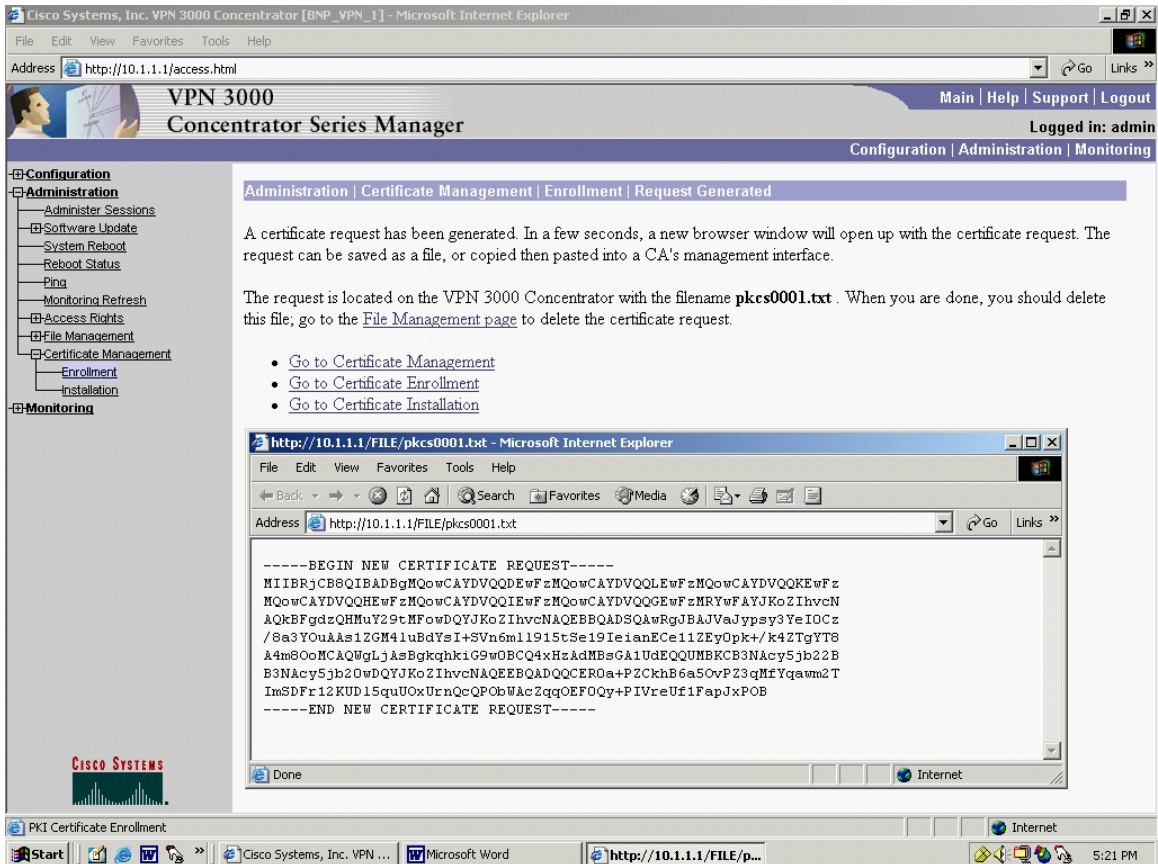 Cisco Systems, Inc. VPN 3000 Concentrator [BNP_VPN_1] - Microsoft Internet Explorer
File Edit View Favorites Tools Help
Address http://10.1.1.1/access.html Go Links »
VPN 3000
Concentrator Series Manager
Main | Help | Support | Logout
Logged in: admin
Configuration | Administration | Monitoring
Configuration
Administration
Administer Sessions
Software Update
System Reboot
Reboot Status
Ping
Monitoring Refresh
Access Rights
File Management
Certificate Management
Enrollment
Installation
Monitoring
Administration | Certificate Management | Enrollment | Request Generated
A certificate request has been generated. In a few seconds, a new browser window will open up with the certificate request. The
request can be saved as a file, or copied then pasted into a CA's management interface.
The request is located on the VPN 3000 Concentrator with the filename pkcs0001.txt . When you are done, you should delete
this file; go to the File Management page to delete the certificate request.
• Go to Certificate Management
• Go to Certificate Enrollment
• Go to Certificate Installation
http://10.1.1.1/FILE/pkcs0001.txt - Microsoft Internet Explorer
File Edit View Favorites Tools Help
Back Search Favorites Media
Address http://10.1.1.1/FILE/pkcs0001.txt Go Links »
-----BEGIN NEW CERTIFICATE REQUEST-----
MIIBRjCB8QIBADBgMQowCAYDVQQDEwFzMQowCAYDVQQLEwFzMQowCAYDVQQKEwFz
MQowCAYDVQQHEwFzMQowCAYDVQQIEwFzMQowCAYDVQQGEwFzMRYwFAYJKoZIhvcN
AQkBFgdzQHMuY29tMFowDQYJKoZIhvcNAQEBBQADSQAwRgJBAJVaJypsy3YeIOCz
/8a3YOuAAs1ZGM4luBdYsI+SVn6mll915tSe19IeianECe11ZEyOpk+/k4ZTgYT8
A4m8OoMCAQWgLjAsBgkqhkiG9w0BCQ4xHzAdMBsGA1UdEQQUMBKCB3NAcy5jb22B
B3NAcy5jb20wDQYJKoZIhvcNAQEEBQADQQCEROa+PZCkhB6a5OvPZ3qMfYqawm2T
ImSDFr12KUD15quUOxUrnQcQPObWAcZqqOEFOQy+PIVreUf1FapJxPOB
-----END NEW CERTIFICATE REQUEST-----
Done Internet
CISCO SYSTEMS
PKI Certificate Enrollment Internet
Start » Cisco Systems, Inc. VPN ... Microsoft Word http://10.1.1.1/FILE/p... 5:21 PM